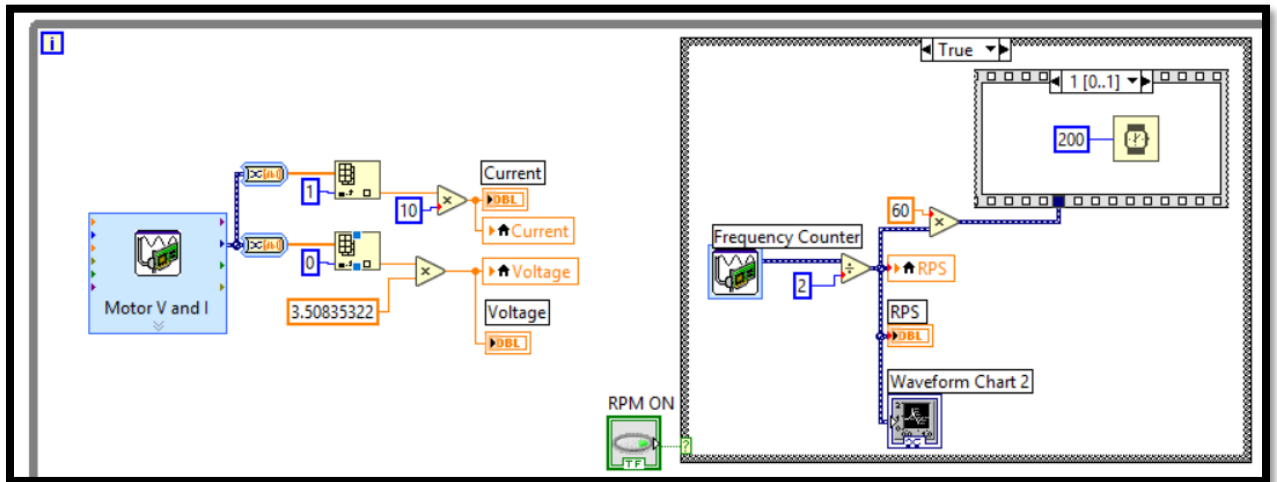 i
True
1 [0..1]
200
Current
1
10
DBL
Current
60
Frequency Counter
0
Voltage
2
RPS
Motor V and I
3.50835322
Voltage
RPS
DBL
DBL
Waveform Chart 2
RPM ON
?
TF